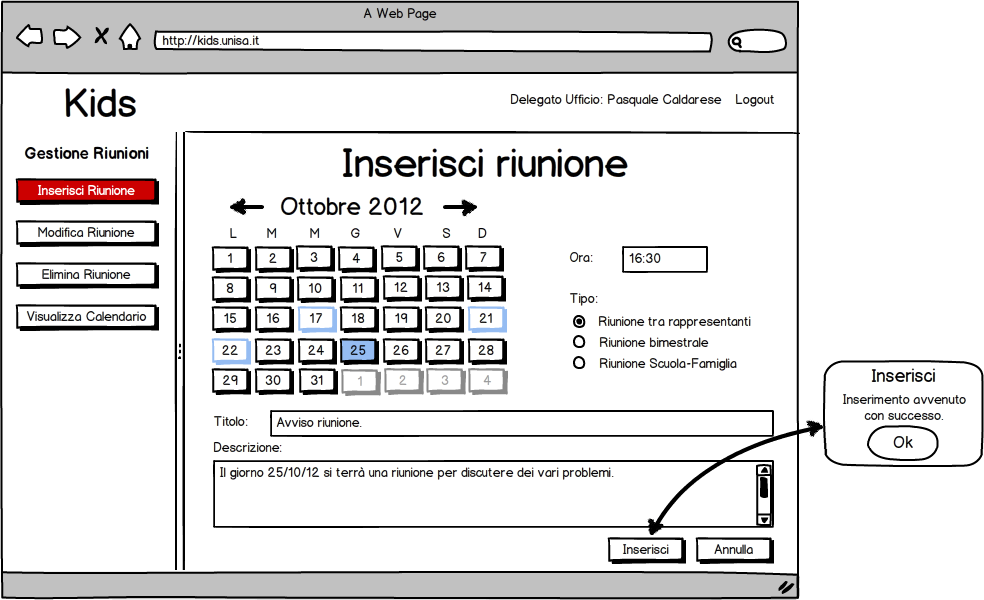 A Web Page
http://kids.unisa.it
Kids
Delegato Ufficio: Pasquale Caldarese Logout
Gestione Riunioni
Inserisci Riunione
Modifica Riunione
Elimina Riunione
Visualizza Calendario
Inserisci riunione
Ottobre 2012
L M M G V S D
1 2 3 4 5 6 7
8 9 10 11 12 13 14
15 16 17 18 19 20 21
22 23 24 25 26 27 28
29 30 31 1 2 3 4
Ora: 16:30
Tipo:
Riunione tra rappresentanti
Riunione bimestrale
Riunione Scuola-Famiglia
Titolo: Avviso riunione.
Descrizione:
Il giorno 25/10/12 si terrà una riunione per discutere dei vari problemi.
Inserisci Annulla
Inserisci
Inserimento avvenuto
con successo.
Ok